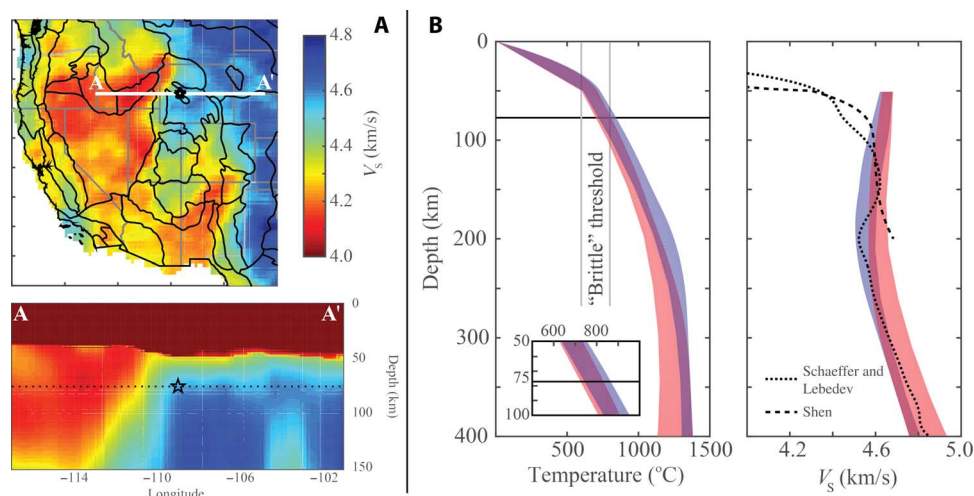 A
A
A'
4.8
4.6
4.4
4.2
4.0
Vs (km/s)
A
A'
0
50
100
150
Depth (km)
−114
−110
−106
−102
Longitude
B
0
100
200
300
400
Depth (km)
"Brittle" threshold
600 800
50
75
100
500 1000 1500
Temperature (°C)
Schaeffer and
Lebedev
Shen
4.2 4.6 5.0
Vs (km/s)